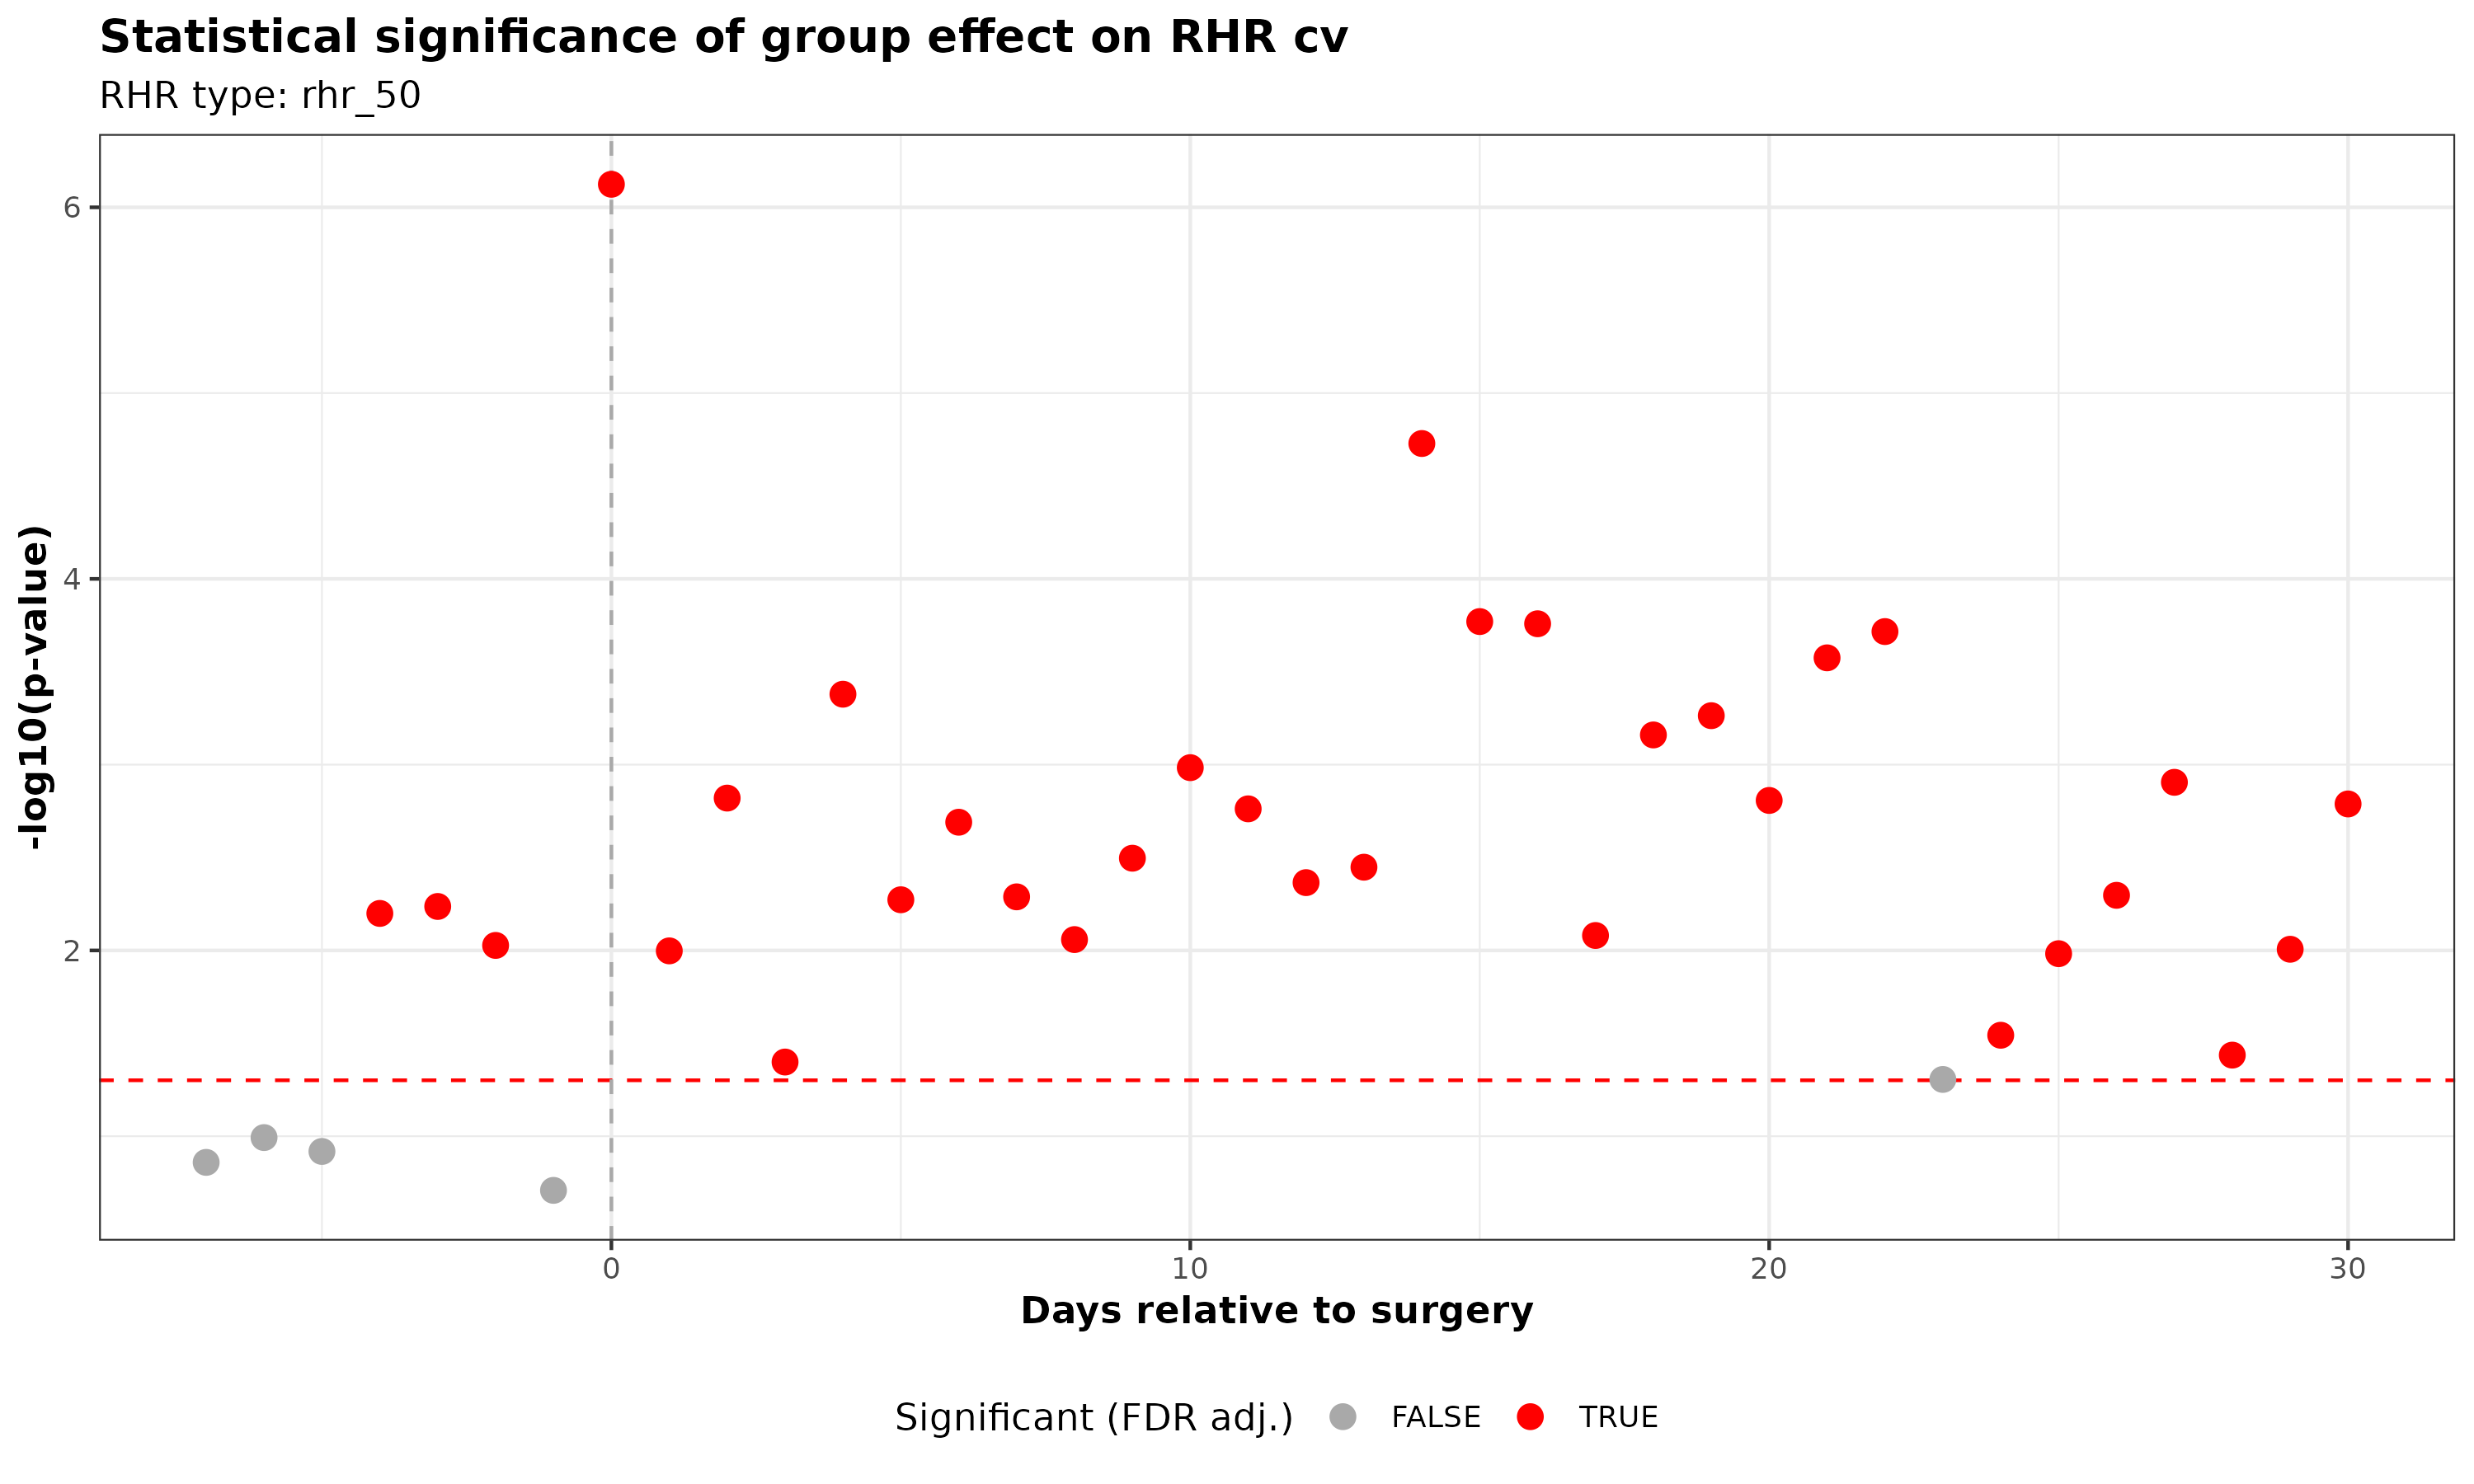 Statistical significance of group effect on RHR cv
RHR type: rhr_50
-log10(p-value)
6
4
2
0 10 20 30
Days relative to surgery
Significant (FDR adj.) FALSE TRUE